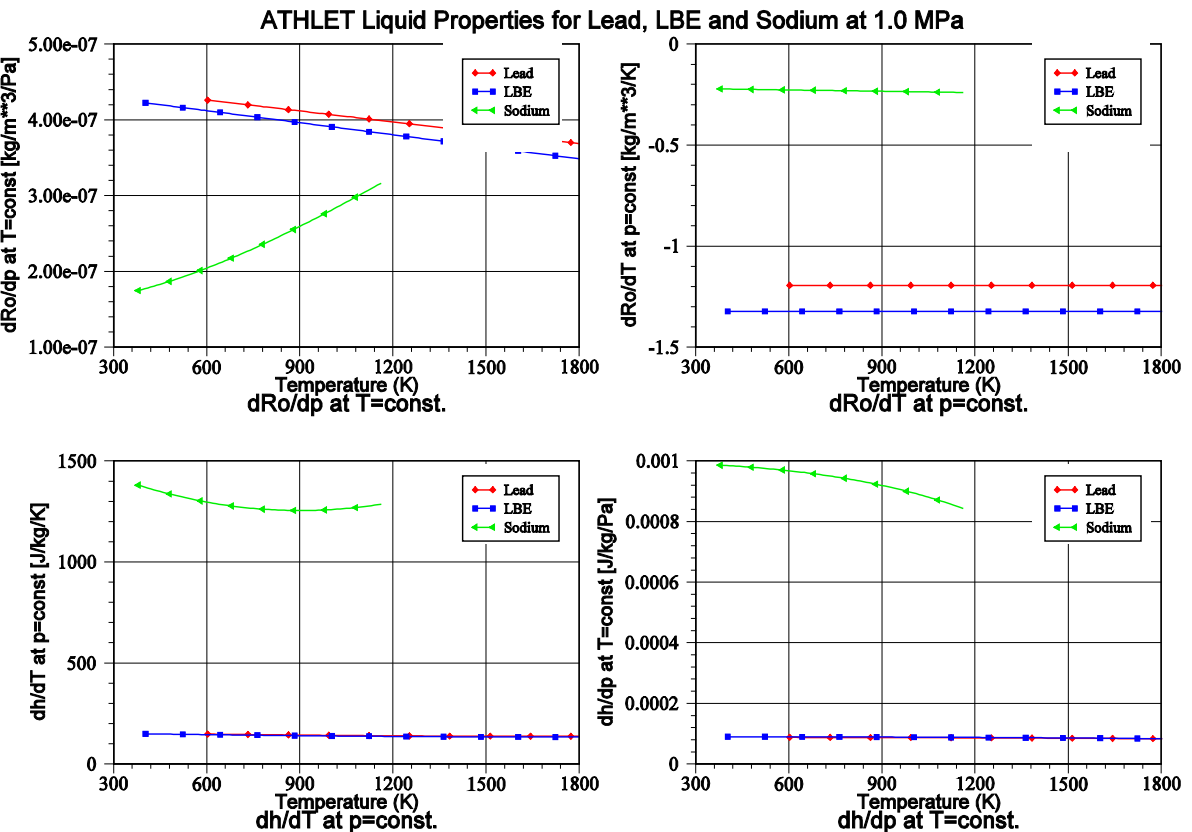 ATHLET Liquid Properties for Lead, LBE and Sodium at 1.0 MPa
dRo/dp at T=const [kg/m**3/Pa]
5.00e-07
4.00e-07
3.00e-07
2.00e-07
1.00e-07
Lead
LBE
Sodium
300 600 900 1200 1500 1800
Temperature (K)
dRo/dp at T=const.
dRo/dT at p=const [kg/m**3/K]
0
-0.5
-1
-1.5
Lead
LBE
Sodium
300 600 900 1200 1500 1800
Temperature (K)
dRo/dT at p=const.
dh/dT at p=const [J/kg/K]
1500
1000
500
0
Lead
LBE
Sodium
300 600 900 1200 1500 1800
Temperature (K)
dh/dT at p=const.
dh/dp at T=const [J/kg/Pa]
0.001
0.0008
0.0006
0.0004
0.0002
0
Lead
LBE
Sodium
300 600 900 1200 1500 1800
Temperature (K)
dh/dp at T=const.